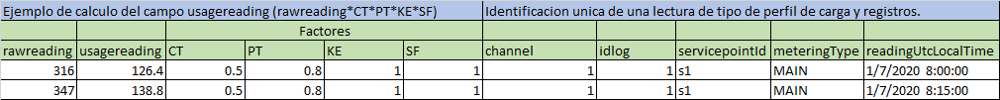 Ejemplo de calculo del campo usagereading (rawreading*CT*PT*KE*SF) Identificacion unica de una lectura de tipo de perfil de carga y registros.
Factores
rawreading usagereading CT PT KE SF channel idlog servicepointId meteringType readingUtcLocalTime
316 126.4 0.5 0.8 1 1 1 1 s1 MAIN 1/7/2020 8:00:00
347 138.8 0.5 0.8 1 1 1 1 s1 MAIN 1/7/2020 8:15:00